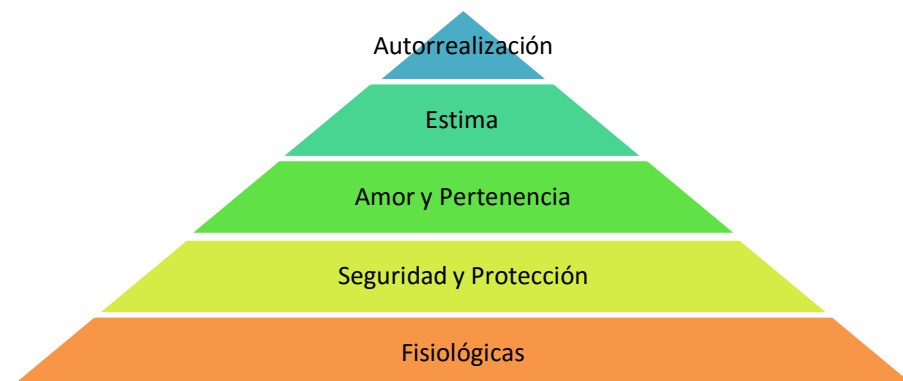 Autorrealización
Estima
Amor y Pertenencia
Seguridad y Protección
Fisiológicas